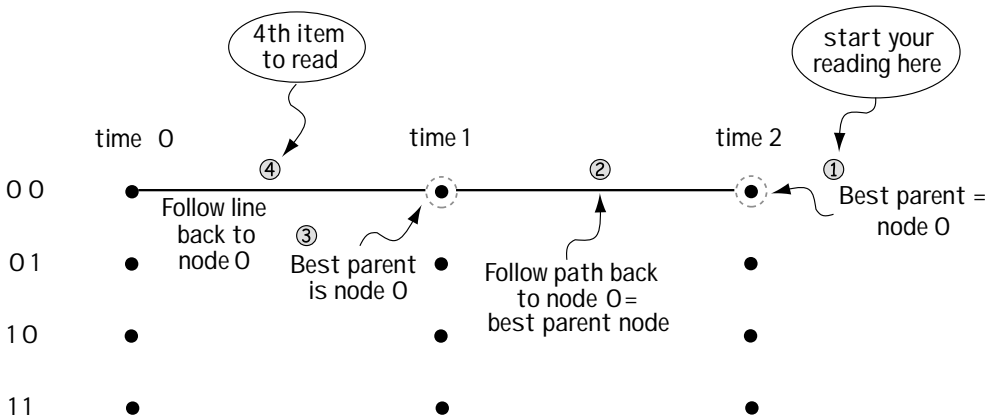 4th item
to read
start your
reading here
time 0
time 1
time 2
4
2
1
00
Follow line
back to
node 0
3
Best parent
is node 0
Follow path back
to node 0=
best parent node
Best parent =
node 0
01
10
11